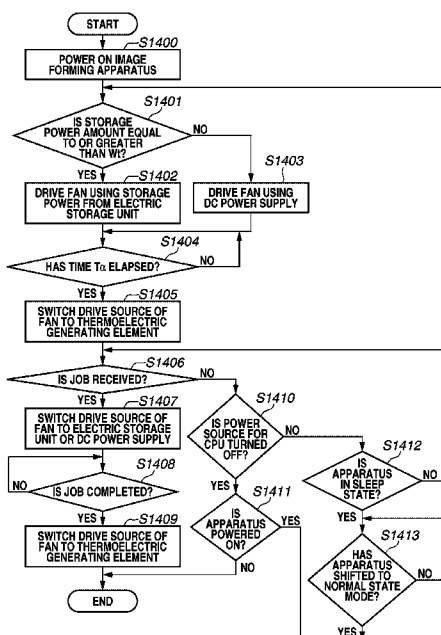 START
S1400
POWER ON IMAGE
FORMING APPARATUS
S1401
IS STORAGE
POWER AMOUNT EQUAL
TO OR GREATER
THAN Wt?
NO
YES
S1402
DRIVE FAN USING STORAGE
POWER FROM ELECTRIC
STORAGE UNIT
S1403
DRIVE FAN USING
DC POWER SUPPLY
S1404
HAS TIME Tα ELAPSED?
NO
YES
S1405
SWITCH DRIVE SOURCE OF
FAN TO THERMOELECTRIC
GENERATING ELEMENT
S1406
IS JOB RECEIVED?
NO
YES
S1407
SWITCH DRIVE SOURCE OF
FAN TO ELECTRIC STORAGE
UNIT OR DC POWER SUPPLY
S1408
IS JOB COMPLETED?
NO
YES
S1409
SWITCH DRIVE SOURCE OF
FAN TO THERMOELECTRIC
GENERATING ELEMENT
END
S1410
IS POWER
SOURCE FOR
CPU TURNED
OFF?
NO
YES
S1411
IS
APPARATUS
POWERED
ON?
YES
NO
S1412
IS
APPARATUS
IN SLEEP
STATE?
NO
YES
S1413
HAS
APPARATUS
SHIFTED TO
NORMAL STATE
MODE?
NO
YES